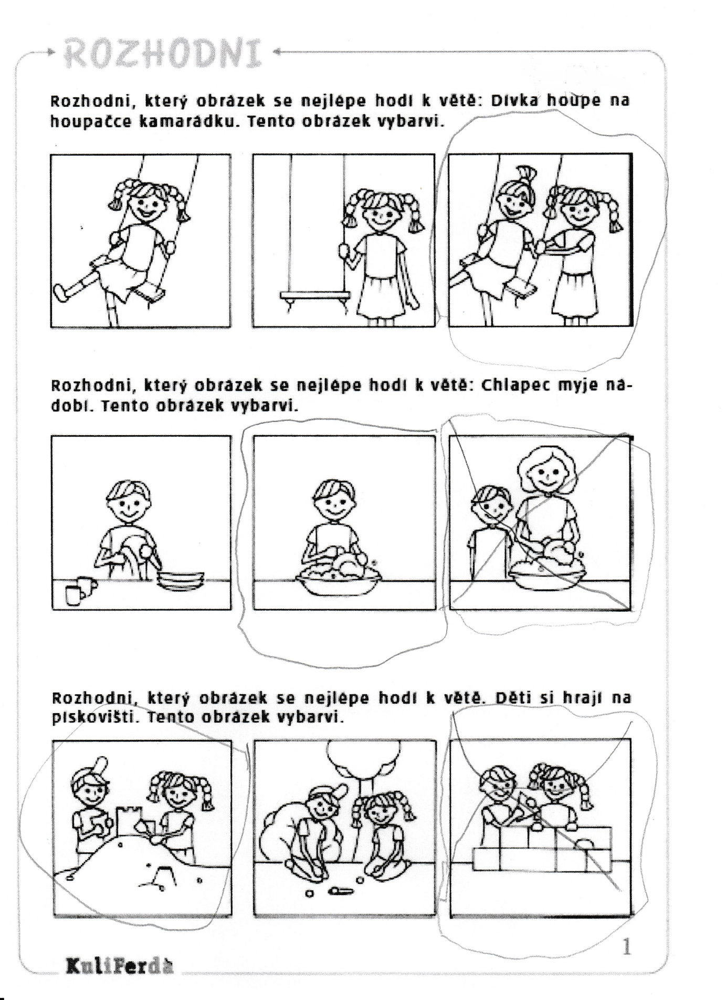 ROZHODNI
Rozhodni, který obrázek se nejlépe hodí k větě: Dívka houpe na
houpačce kamarádku. Tento obrázek vybarvi.
Rozhodni, který obrázek se nejlépe hodí k větě: Chlapec myje ná-
dobí. Tento obrázek vybarvi.
Rozhodni, který obrázek se nejlépe hodí k větě. Děti si hrají na
pískovišti. Tento obrázek vybarvi.
1
KuliFerda